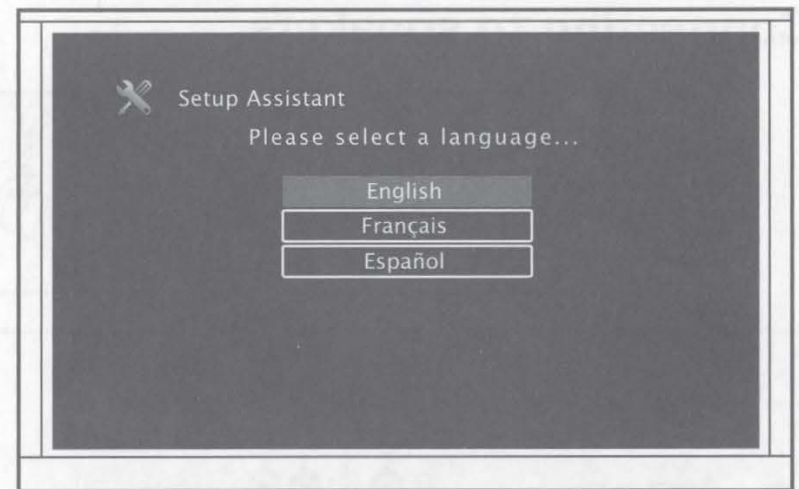 Setup Assistant
Please select a language...
English
Français
Español